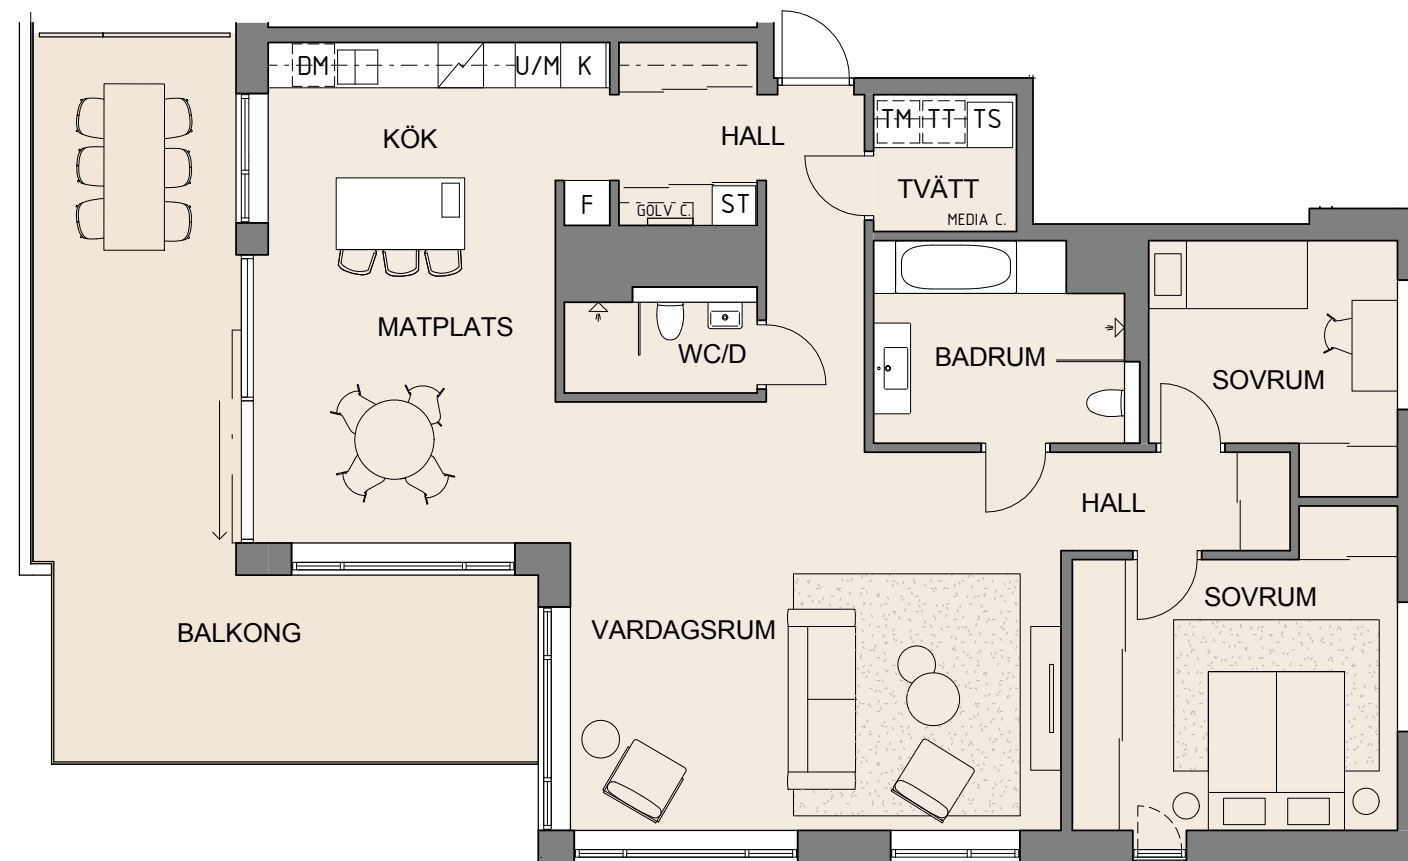 DM
U/M
K
KÖK
HALL
TM
TT
TS
TVÄTT
MEDIA C.
F
GOLV C.
ST
MATPLATS
WC/D
BADRUM
SOVRUM
HALL
SOVRUM
BALKONG
VARDAGSRUM